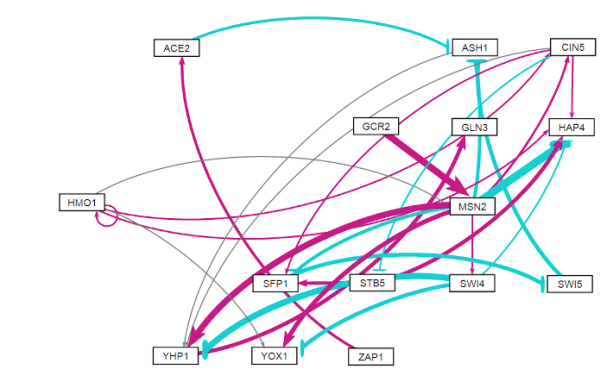 ACE2 ASH1 CIN5
GCR2 GLN3 HAP4
HMO1 MSN2
SFP1 STB5 SWI4 SWI5
YHP1 YOX1 ZAP1